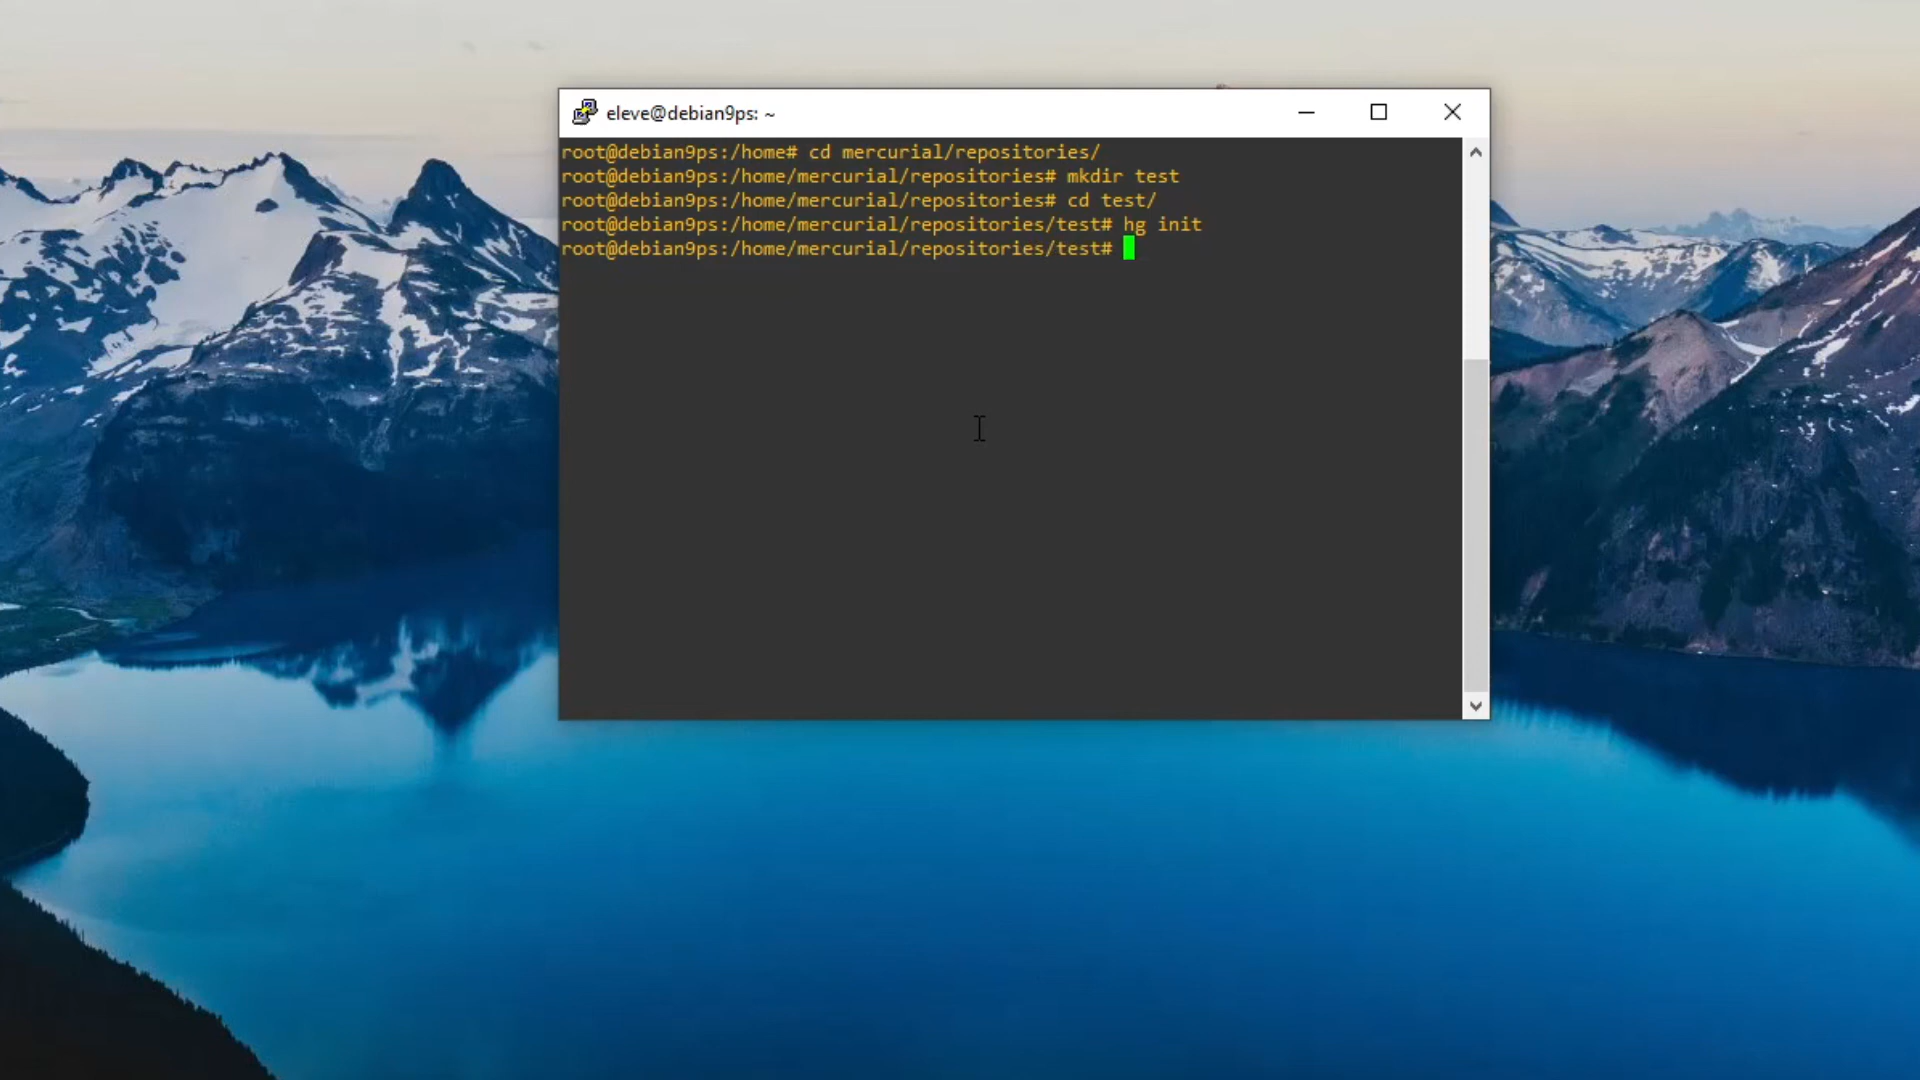 eleve@debian9ps: ~
root@debian9ps:/home# cd mercurial/repositories/
root@debian9ps:/home/mercurial/repositories# mkdir test
root@debian9ps:/home/mercurial/repositories# cd test/
root@debian9ps:/home/mercurial/repositories/test# hg init
root@debian9ps:/home/mercurial/repositories/test#